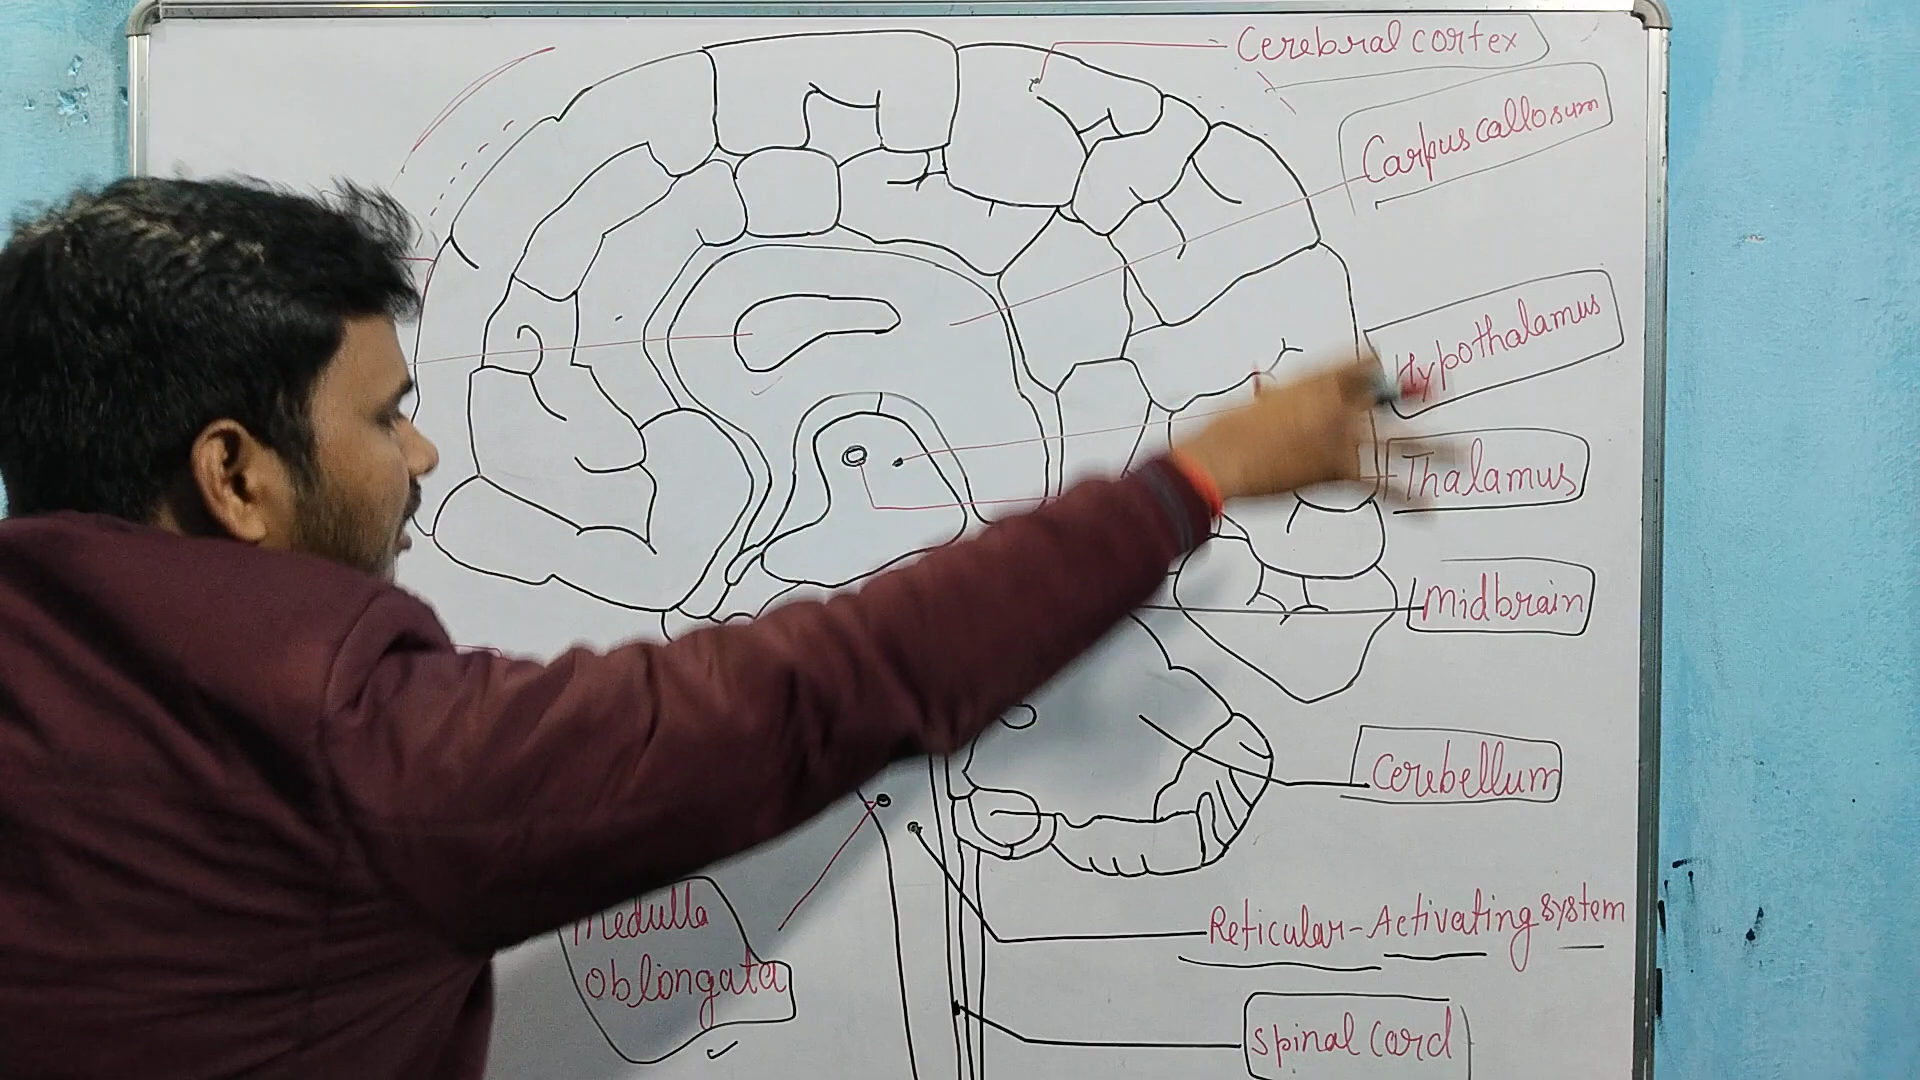 Cerebral cortex
Carpus callosum
Hypothalamus
Thalamus
Midbrain
Cerebellum
Medulla
oblongata
Reticular-Activating system
Spinal Cord